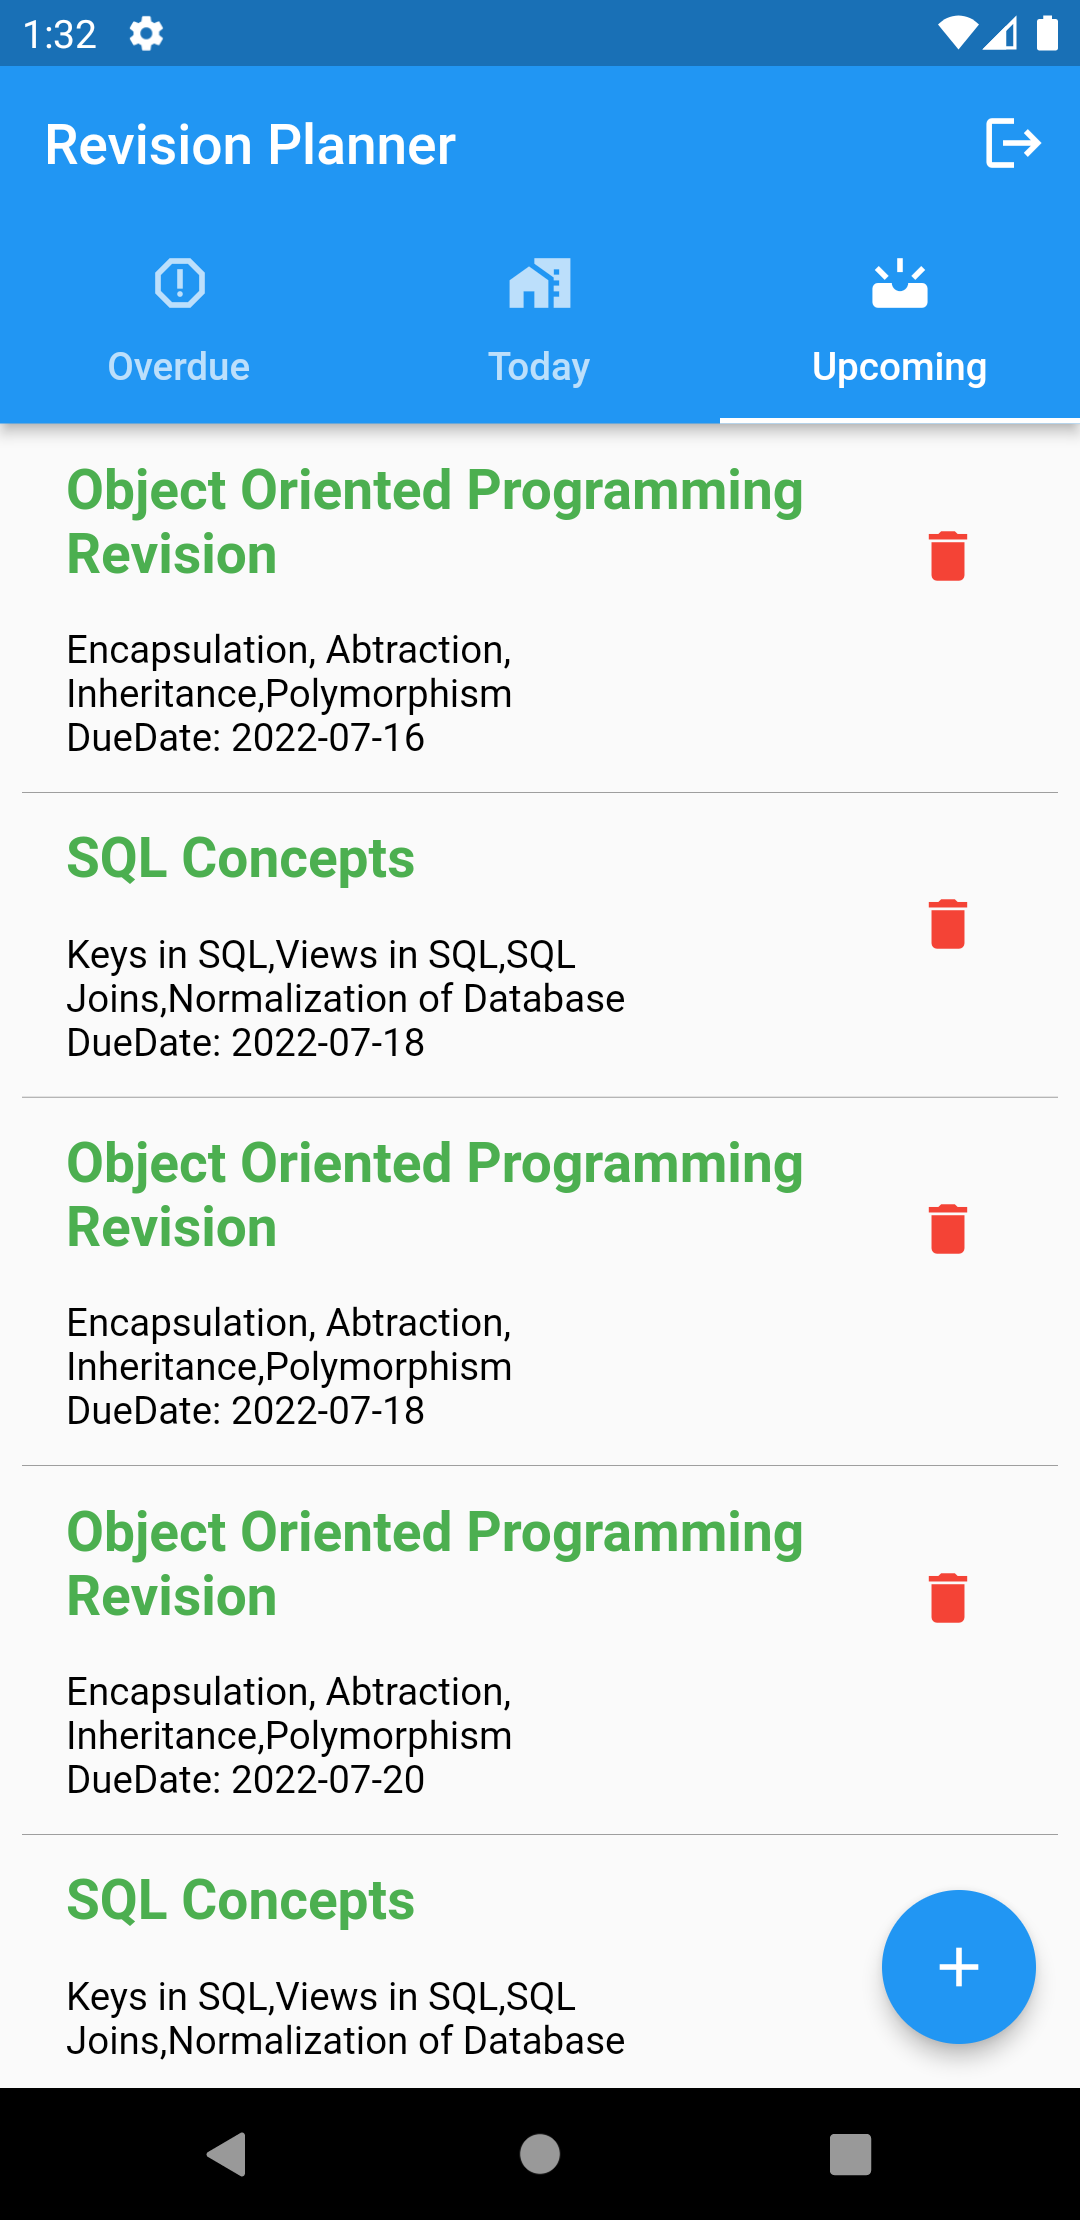 1:32
Revision Planner
Overdue
Today
Upcoming
Object Oriented Programming
Revision
Encapsulation, Abtraction,
Inheritance,Polymorphism
DueDate: 2022-07-16
SQL Concepts
Keys in SQL,Views in SQL,SQL
Joins,Normalization of Database
DueDate: 2022-07-18
Object Oriented Programming
Revision
Encapsulation, Abtraction,
Inheritance,Polymorphism
DueDate: 2022-07-18
Object Oriented Programming
Revision
Encapsulation, Abtraction,
Inheritance,Polymorphism
DueDate: 2022-07-20
SQL Concepts
Keys in SQL,Views in SQL,SQL
Joins,Normalization of Database